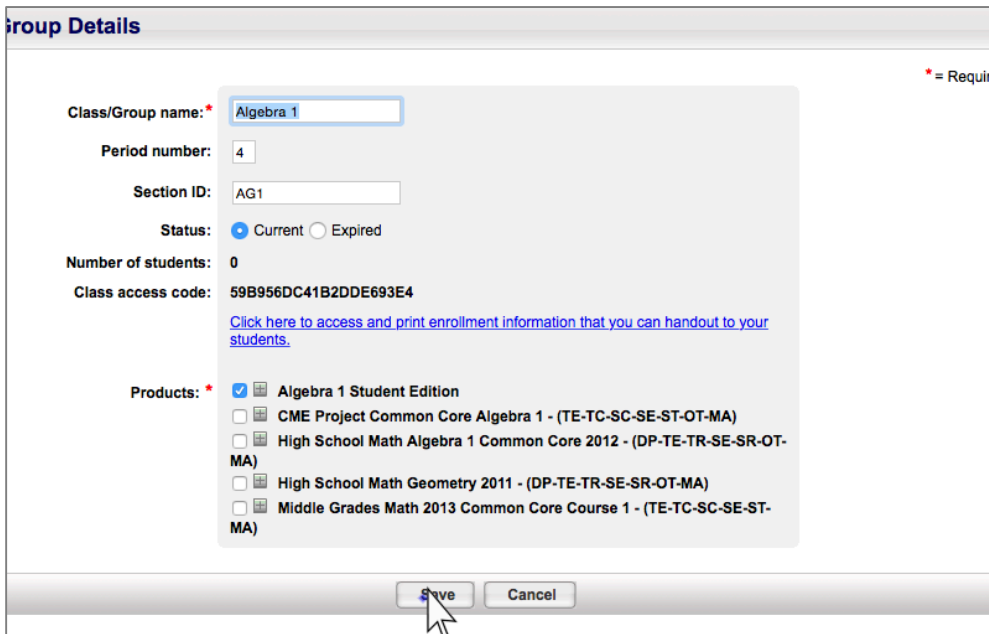 Group Details
* = Requir
Class/Group name:* Algebra 1
Period number: 4
Section ID: AG1
Status: Current Expired
Number of students: 0
Class access code: 59B956DC41B2DDE693E4
Click here to access and print enrollment information that you can handout to your
students.
Products: * Algebra 1 Student Edition
CME Project Common Core Algebra 1 - (TE-TC-SC-SE-ST-OT-MA)
High School Math Algebra 1 Common Core 2012 - (DP-TE-TR-SE-SR-OT-
MA)
High School Math Geometry 2011 - (DP-TE-TR-SE-SR-OT-MA)
Middle Grades Math 2013 Common Core Course 1 - (TE-TC-SC-SE-ST-
MA)
Save Cancel